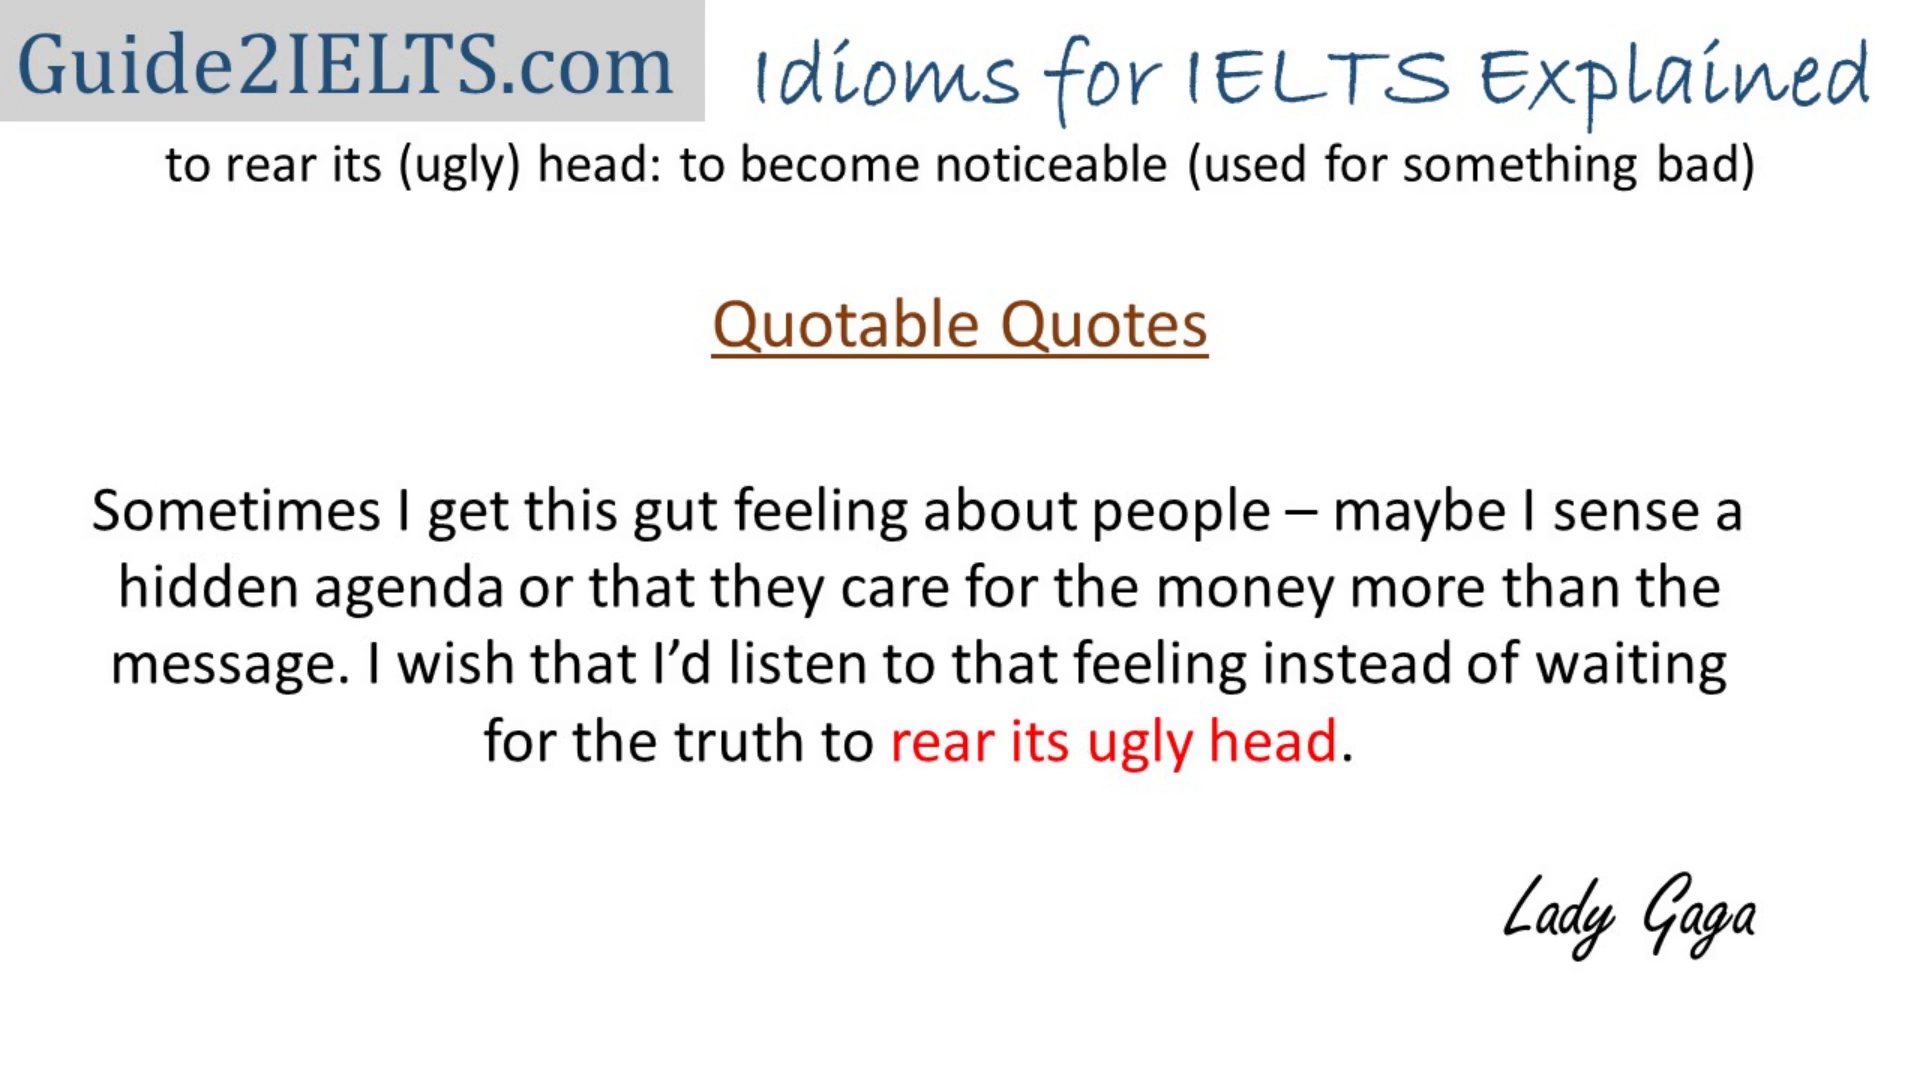 Guide2IELTS.com
Idioms for IELTS Explained
to rear its (ugly) head: to become noticeable (used for something bad)
Quotable Quotes
Sometimes I get this gut feeling about people – maybe I sense a
hidden agenda or that they care for the money more than the
message. I wish that I’d listen to that feeling instead of waiting
for the truth to rear its ugly head.
Lady Gaga